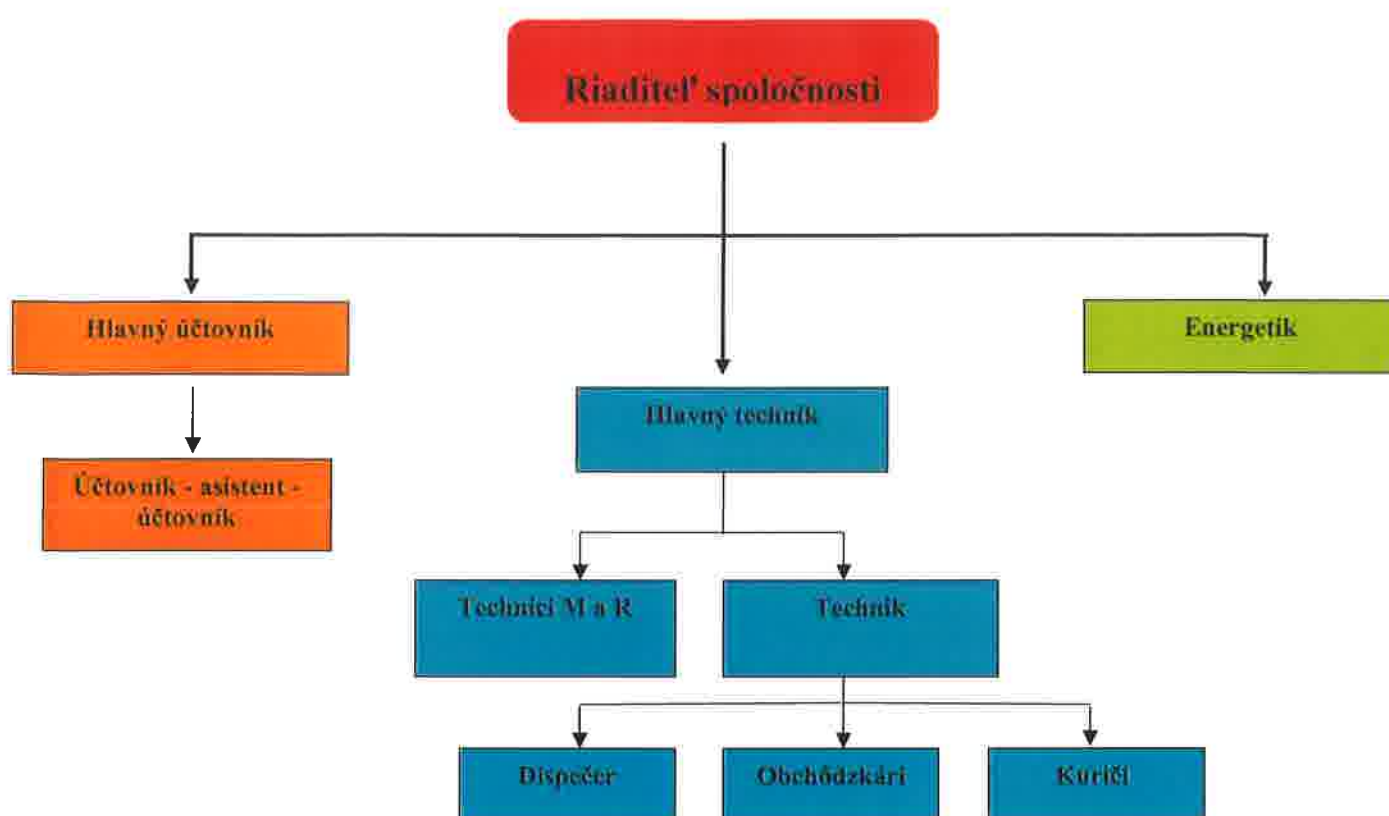 Riaditeľ spoločnosti
Hlavný účtovník
Energetik
Hlavný technik
Účtovník - asistent -
účtovník
Technici M a R
Technik
Dispečer
Obchôdzkári
Kuriči